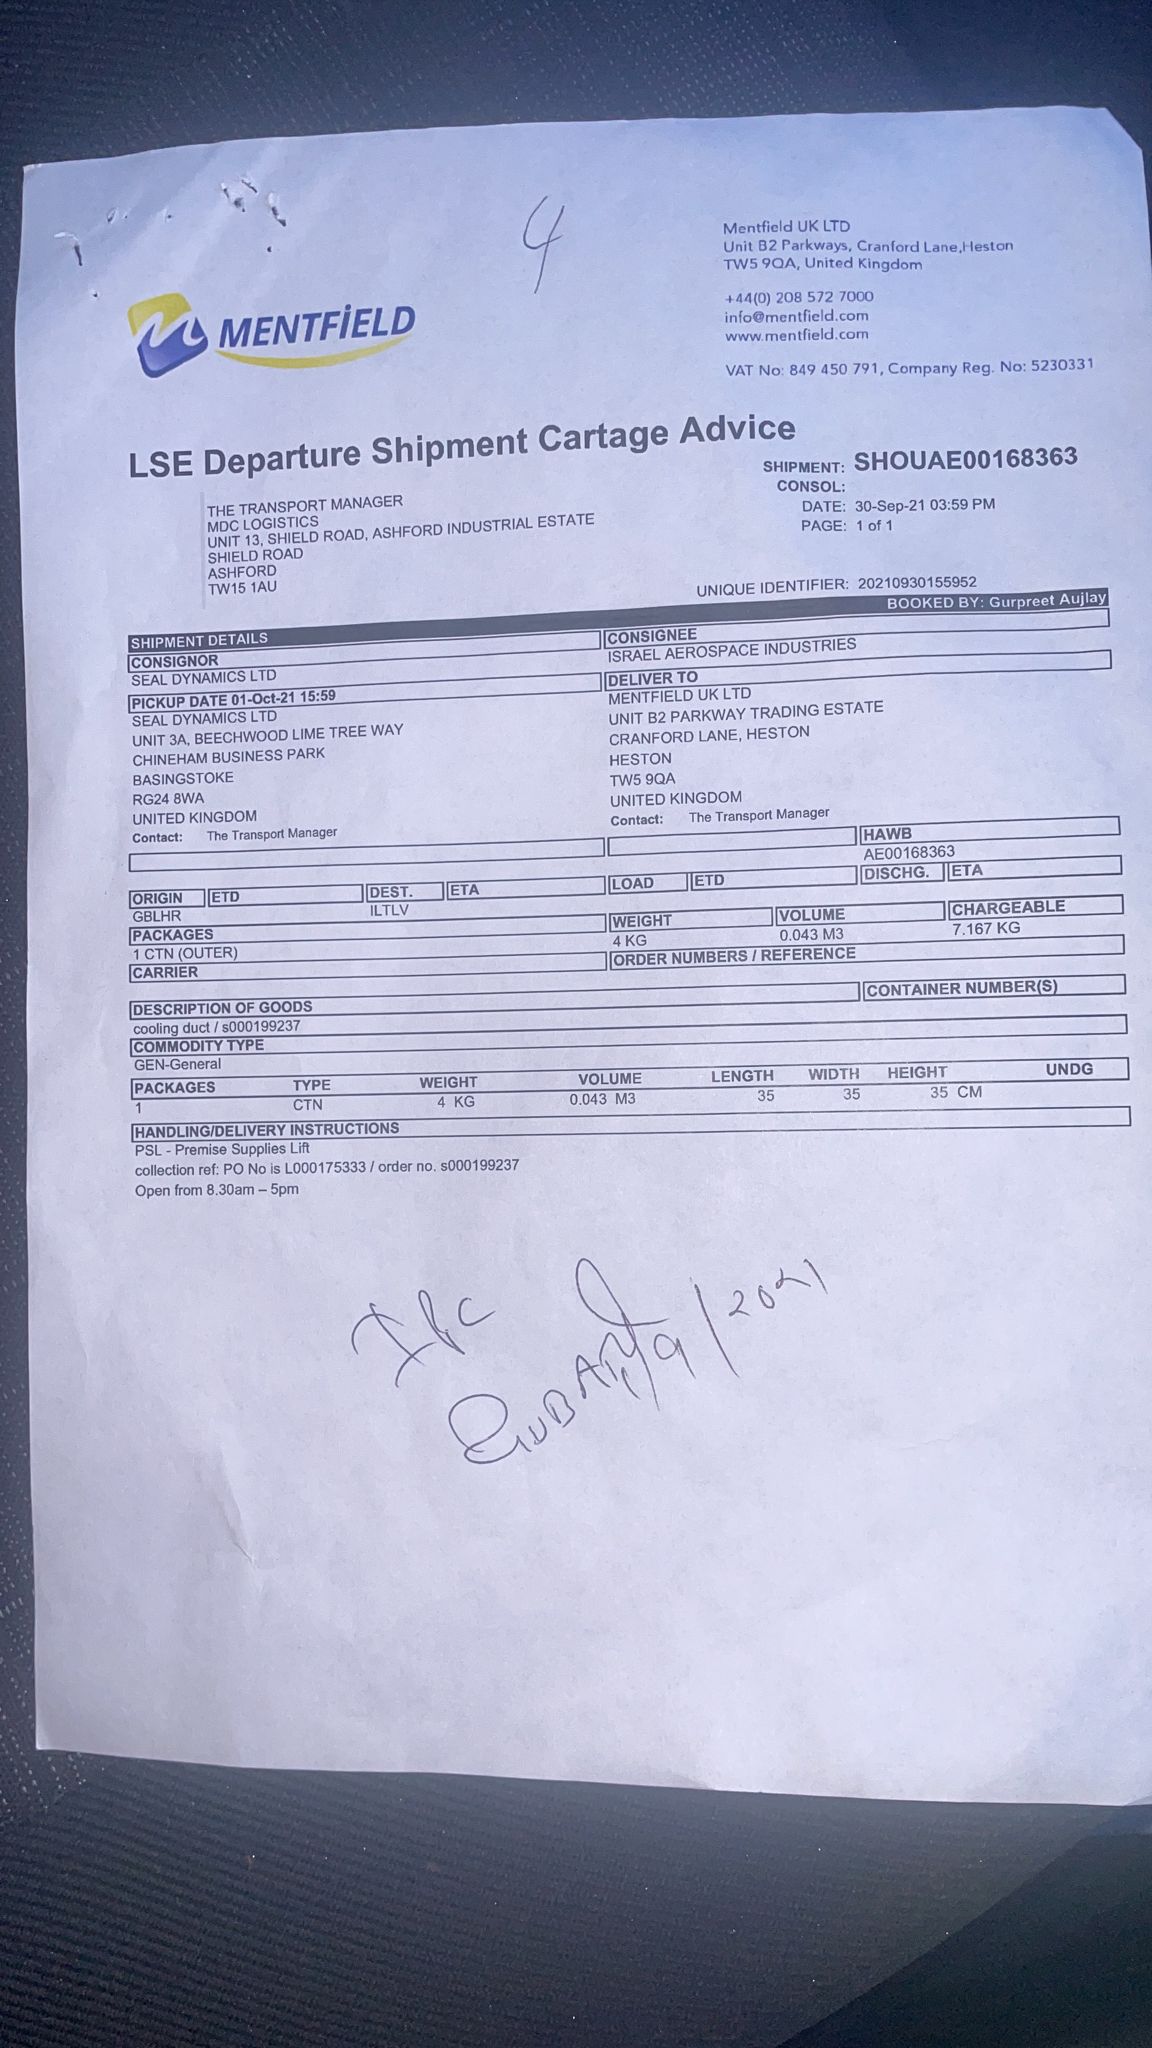 4
Mentfield UK LTD
Unit B2 Parkways, Cranford Lane,Heston
TW5 9QA, United Kingdom
+44(0) 208 572 7000
info@mentfield.com
www.mentfield.com
VAT No: 849 450 791, Company Reg. No: 5230331
MENTFiELD
LSE Departure Shipment Cartage Advice
SHIPMENT: SHOUAE00168363
CONSOL:
DATE: 30-Sep-21 03:59 PM
PAGE: 1 of 1
THE TRANSPORT MANAGER
MDC LOGISTICS
UNIT 13, SHIELD ROAD, ASHFORD INDUSTRIAL ESTATE
SHIELD ROAD
ASHFORD
TW15 1AU
UNIQUE IDENTIFIER: 20210930155952
SHIPMENT DETAILS BOOKED BY: Gurpreet Aujlay
CONSIGNOR
SEAL DYNAMICS LTD
PICKUP DATE 01-Oct-21 15:59
SEAL DYNAMICS LTD
UNIT 3A, BEECHWOOD LIME TREE WAY
CHINEHAM BUSINESS PARK
BASINGSTOKE
RG24 8WA
UNITED KINGDOM
Contact: The Transport Manager
CONSIGNEE
ISRAEL AEROSPACE INDUSTRIES
DELIVER TO
MENTFIELD UK LTD
UNIT B2 PARKWAY TRADING ESTATE
CRANFORD LANE, HESTON
HESTON
TW5 9QA
UNITED KINGDOM
Contact: The Transport Manager
HAWB
AE00168363
ORIGIN ETD DEST. ETA LOAD ETD DISCHG. ETA
GBLHR ILTLV
PACKAGES WEIGHT VOLUME CHARGEABLE
1 CTN (OUTER) 4 KG 0.043 M3 7.167 KG
CARRIER ORDER NUMBERS / REFERENCE
DESCRIPTION OF GOODS CONTAINER NUMBER(S)
cooling duct / s000199237
COMMODITY TYPE
GEN-General
PACKAGES TYPE WEIGHT VOLUME LENGTH WIDTH HEIGHT UNDG
1 CTN 4 KG 0.043 M3 35 35 35 CM
HANDLING/DELIVERY INSTRUCTIONS
PSL - Premise Supplies Lift
collection ref: PO No is L000175333 / order no. s000199237
Open from 8.30am – 5pm
/9/2021